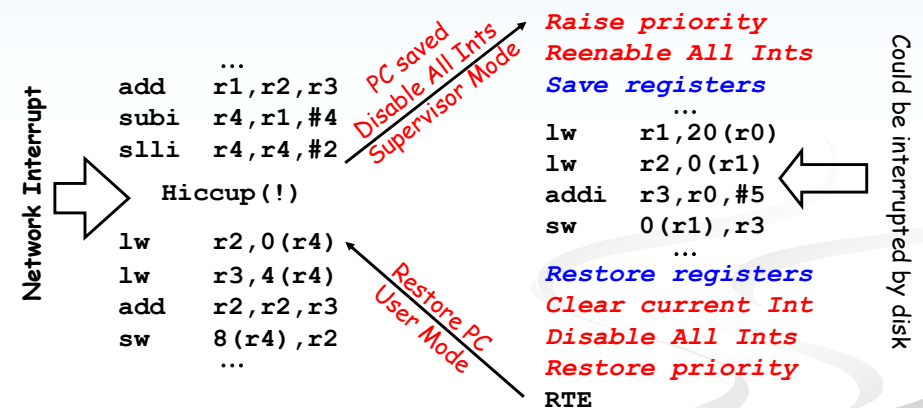 Network Interrupt
…
add r1,r2,r3
subi r4,r1,#4
slli r4,r4,#2
Hiccup(!)
lw r2,0(r4)
lw r3,4(r4)
add r2,r2,r3
sw 8(r4),r2
…
PC saved
Disable All Ints
Supervisor Mode
Restore PC
User Mode
Raise priority
Reenable All Ints
Save registers
…
lw r1,20(r0)
lw r2,0(r1)
addi r3,r0,#5
sw 0(r1),r3
…
Restore registers
Clear current Int
Disable All Ints
Restore priority
RTE
Could be interrupted by disk